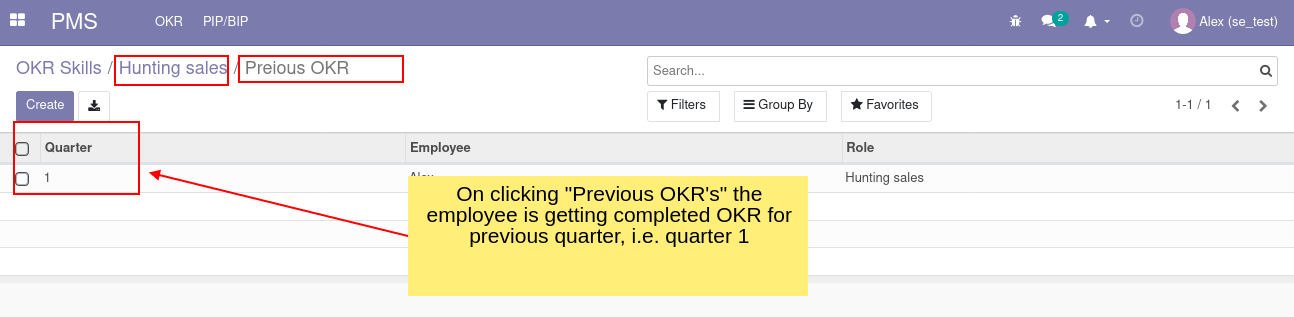 PMS OKR PIP/BIP 2 Alex (se_test)
OKR Skills / Hunting sales / Preious OKR
Search...
Create Filters Group By Favorites 1-1 / 1
Quarter Employee Role
1 Alex Hunting sales
On clicking "Previous OKR's" the
employee is getting completed OKR for
previous quarter, i.e. quarter 1